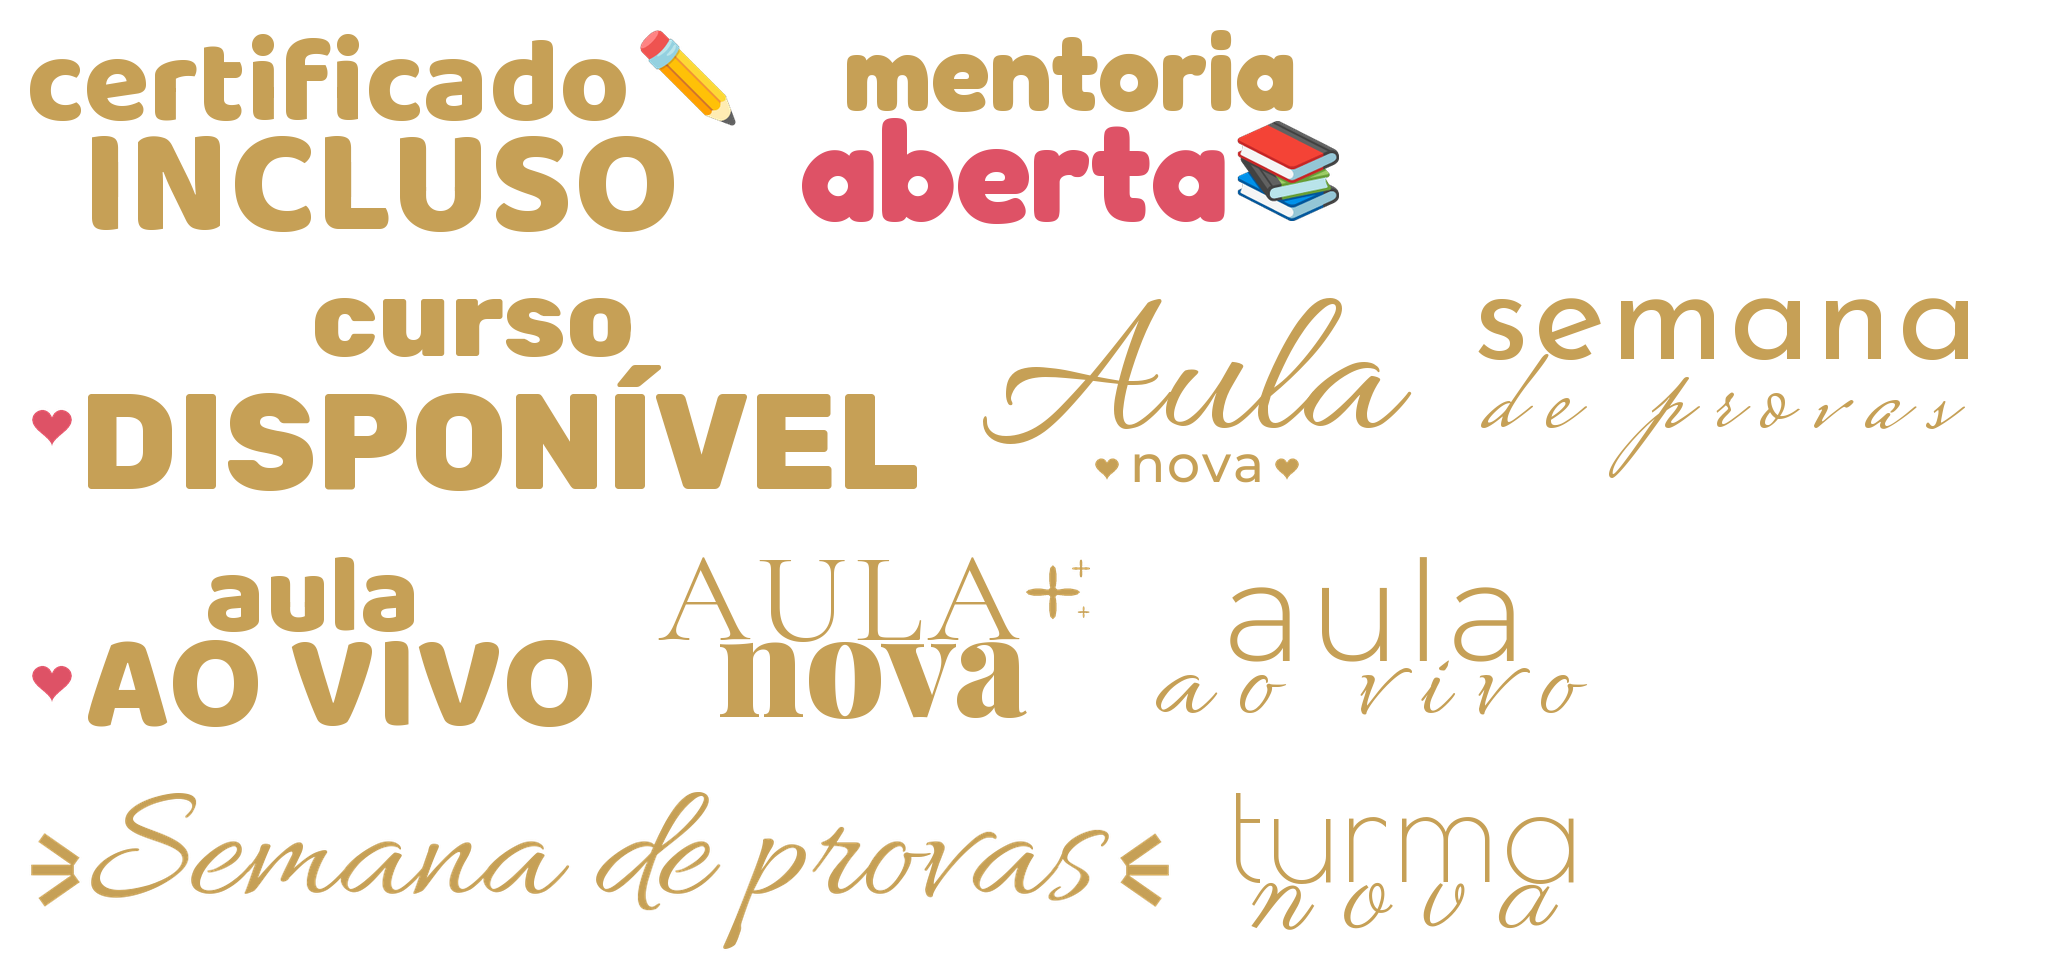 certificado
INCLUSO
mentoria
aberta
curso
DISPONÍVEL
Aula
nova
semana
de provas
aula
AO VIVO
AULA
nova
aula
ao vivo
Semana de provas
turma
nova